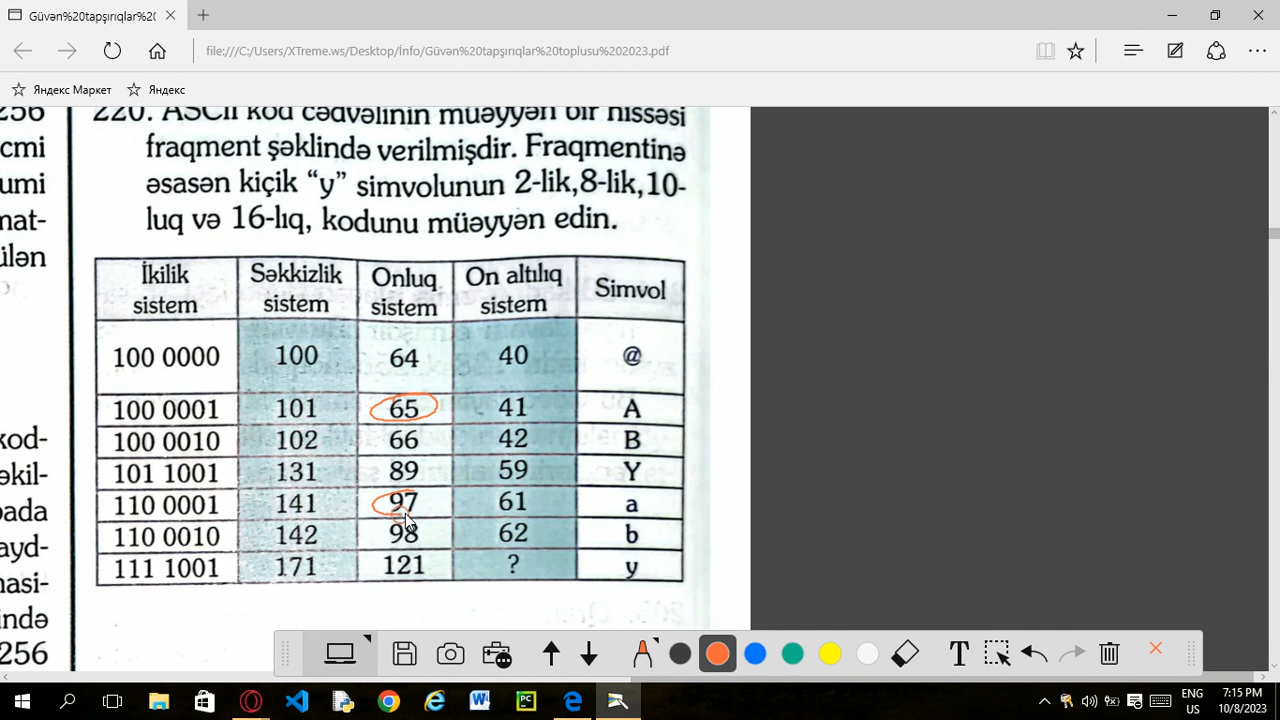 Güvən%20tapşırıqlar%20
file:///C:/Users/XTreme.ws/Desktop/İnfo/Güvən%20tapşırıqlar%20toplusu%202023.pdf
Яндекс Маркет
Яндекс
256
cmi
umi
mat-
ülən
kod-
əkil-
pada
ayd-
nasi-
ində
256
220. ASCII kod cədvəlinin müəyyən bir hissəsi
fraqment şəklində verilmişdir. Fraqmentinə
əsasən kiçik “y” simvolunun 2-lik,8-lik,10-
luq və 16-lıq, kodunu müəyyən edin.
İkilik sistem Səkkizlik sistem Onluq sistem On altılıq sistem Simvol
100 0000 100 64 40 @
100 0001 101 65 41 A
100 0010 102 66 42 B
101 1001 131 89 59 Y
110 0001 141 97 61 a
110 0010 142 98 62 b
111 1001 171 121 ? y
T
ENG
US
7:15 PM
10/8/2023